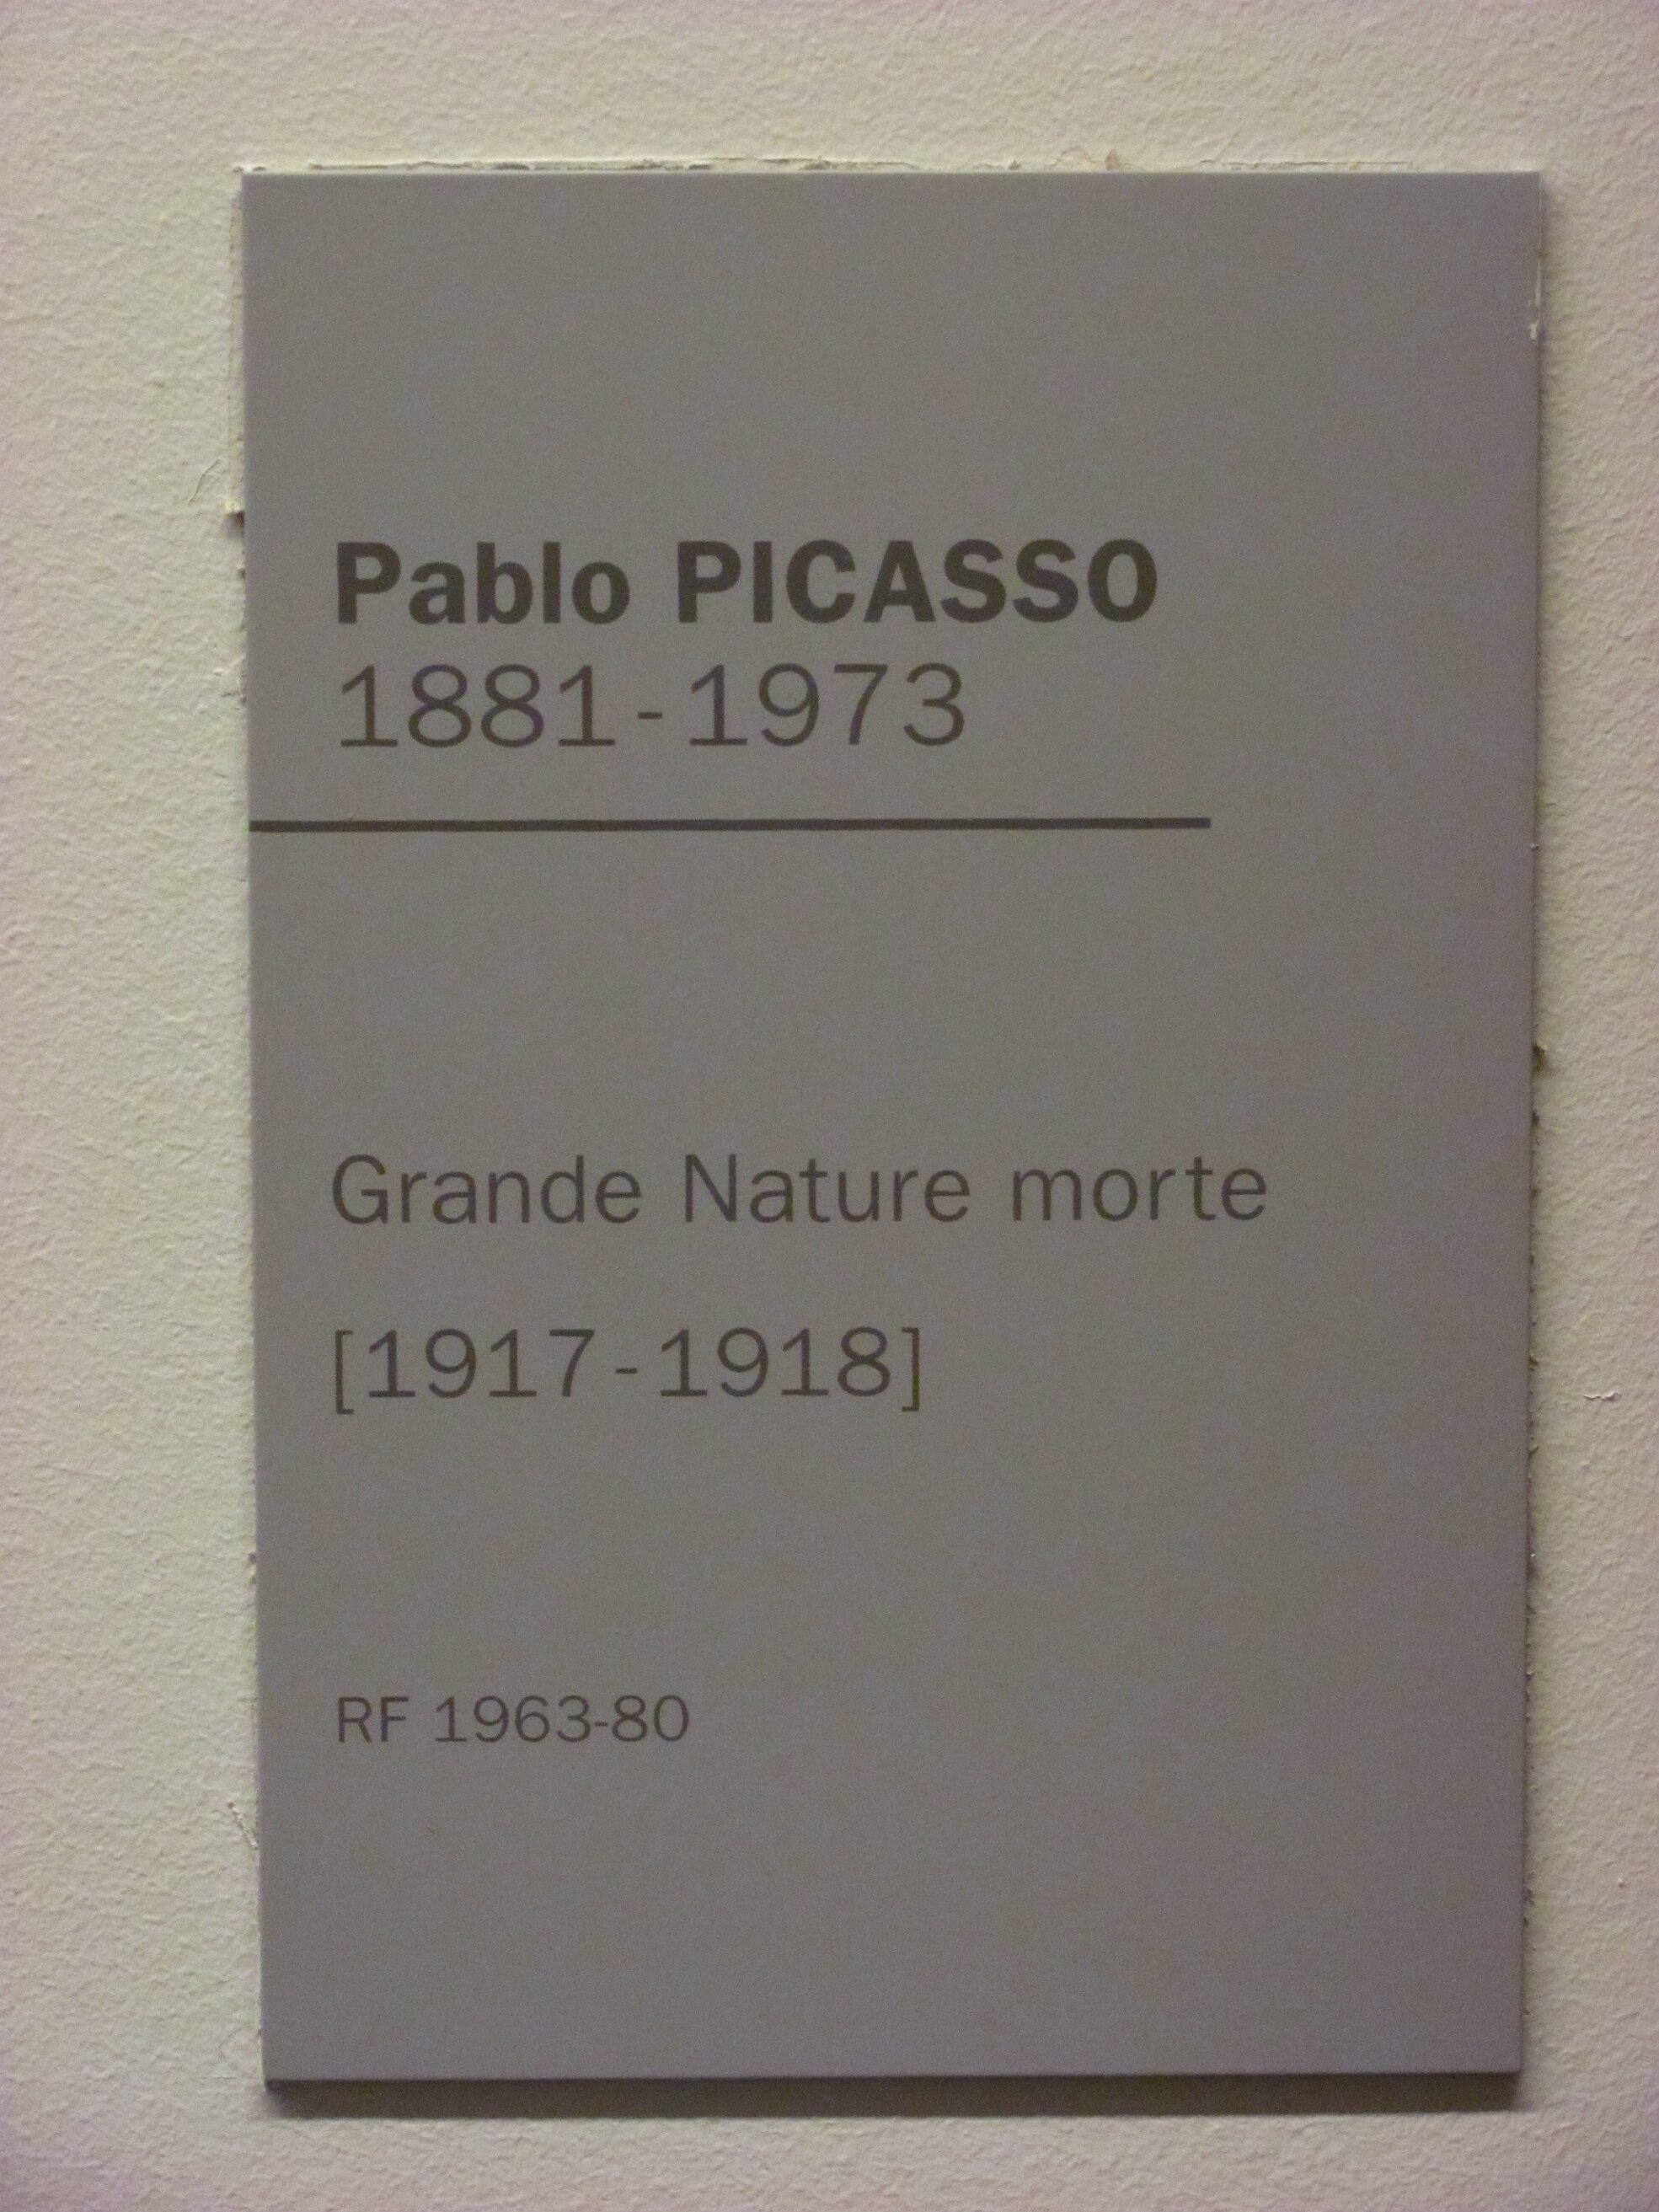 Pablo PICASSO
1881-1973
Grande Nature morte
[1917-1918]
RF 1963-80